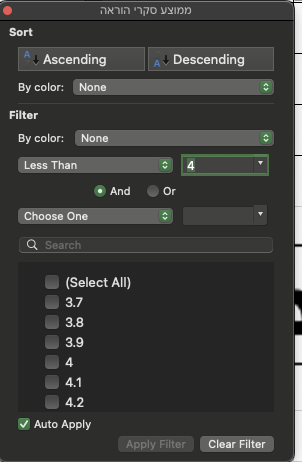 ממוצע סקרי הוראה
Sort
Ascending
Descending
By color: None
Filter
By color: None
Less Than 4
And Or
Choose One
Search
(Select All)
3.7
3.8
3.9
4
4.1
4.2
Auto Apply
Apply Filter Clear Filter